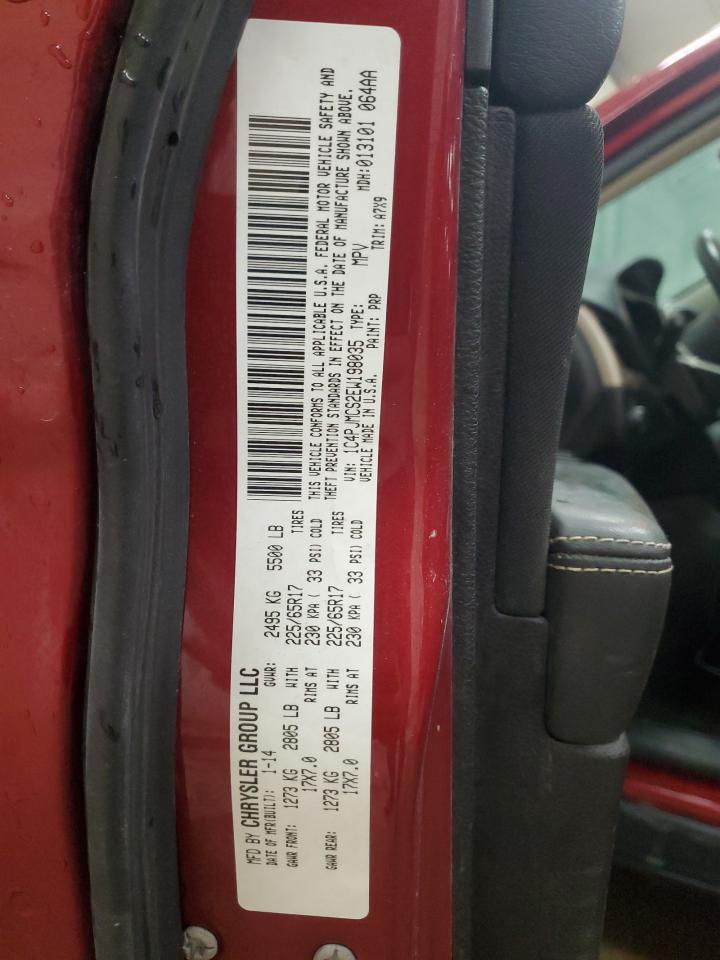 MFD BY CHRYSLER GROUP LLC
DATE OF MFR(BUILT): 1-14 GVWR: 2495 KG 5500 LB
GAWR FRONT: 1273 KG 2805 LB WITH 225/65R17 TIRES
17X7.0 RIMS AT 230 KPA ( 33 PSI) COLD
GAWR REAR: 1273 KG 2805 LB WITH 225/65R17 TIRES
17X7.0 RIMS AT 230 KPA ( 33 PSI) COLD
THIS VEHICLE CONFORMS TO ALL APPLICABLE U.S.A. FEDERAL MOTOR VEHICLE SAFETY AND
THEFT PREVENTION STANDARDS IN EFFECT ON THE DATE OF MANUFACTURE SHOWN ABOVE.
VIN: 1C4PJMCS2EW198035 TYPE: MPV MDH:013101 064AA
VEHICLE MADE IN U.S.A. PAINT: PRP TRIM: A7X9